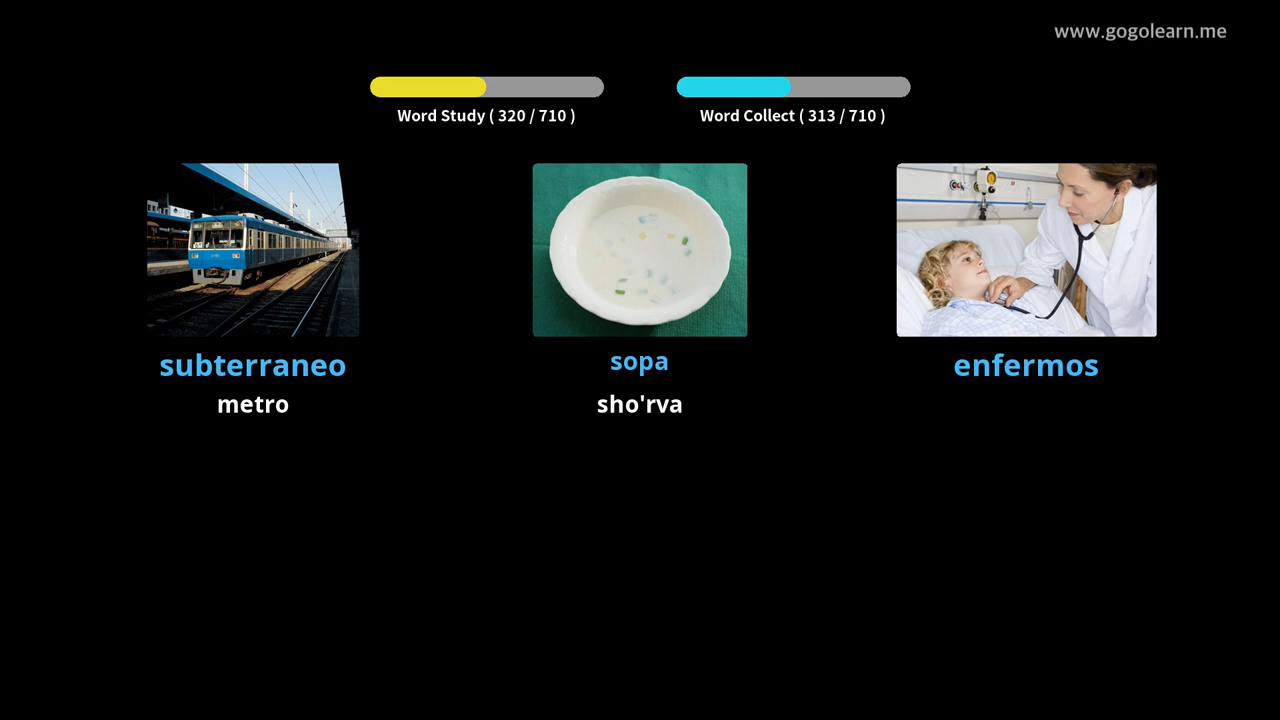 www.gogolearn.me
Word Study ( 320 / 710 )
Word Collect ( 313 / 710 )
subterraneo
metro
sopa
sho'rva
enfermos